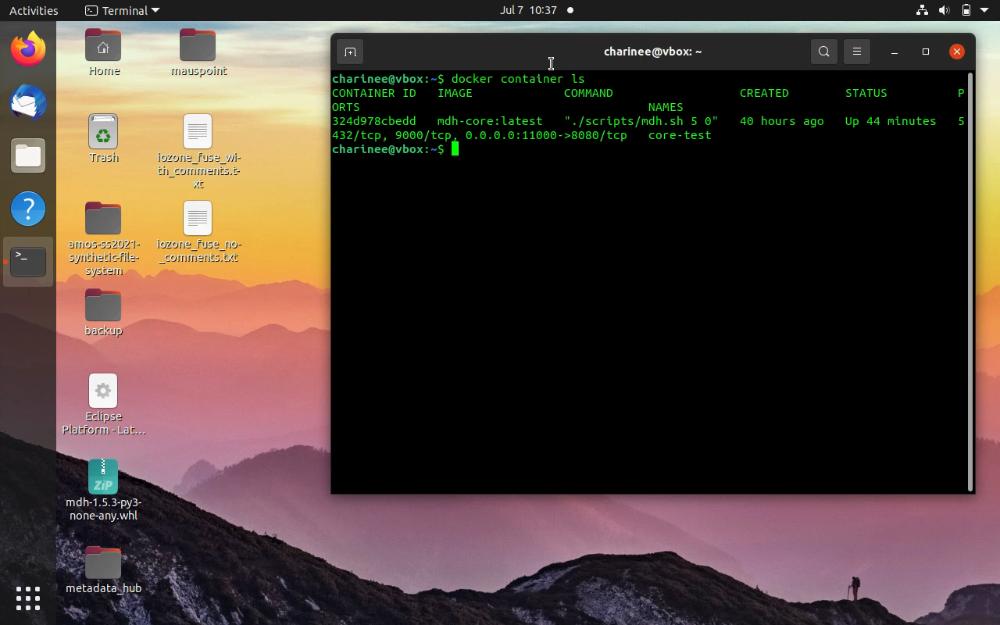 Activities
Terminal
Jul 7 10:37
Home
mauspoint
Trash
iozone_fuse_wi-
th_comments.t-
xt
amos-ss2021-
synthetic-file-
system
iozone_fuse_no-
_comments.txt
backup
Eclipse
Platform - Lat...
ZiP
mdh-1.5.3-py3-
none-any.whl
metadata_hub
charinee@vbox: ~
charinee@vbox:~$ docker container ls
CONTAINER ID   IMAGE             COMMAND                  CREATED        STATUS          P
ORTS                                         NAMES
324d978cbedd   mdh-core:latest   "./scripts/mdh.sh 5 0"   40 hours ago   Up 44 minutes   5
432/tcp, 9000/tcp, 0.0.0.0:11000->8080/tcp   core-test
charinee@vbox:~$